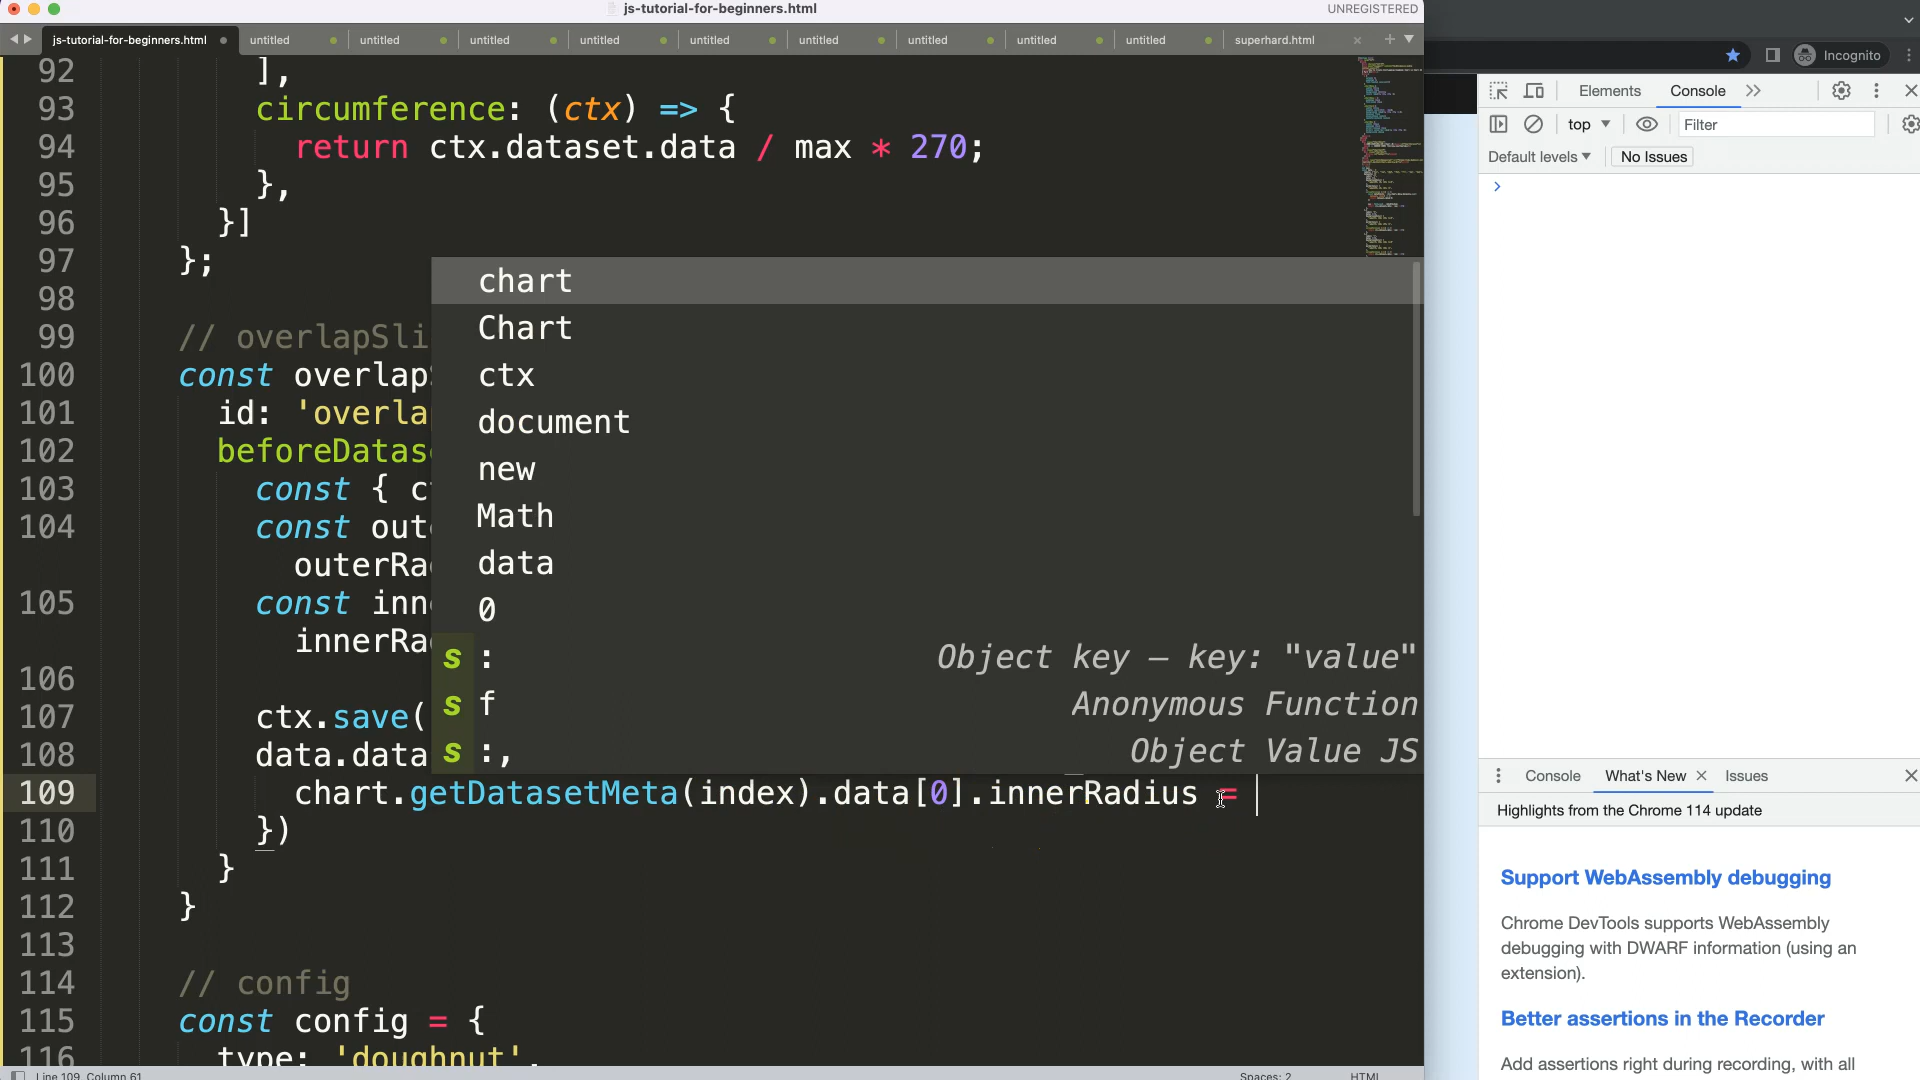 js-tutorial-for-beginners.html
UNREGISTERED
js-tutorial-for-beginners.html untitled untitled untitled untitled untitled untitled untitled untitled untitled superhard.html
Incognito
Elements Console
top Filter
Default levels No Issues
92 ],
93 circumference: (ctx) => {
94 return ctx.dataset.data / max * 270;
95 },
96 }]
97 };
98
99 // overlapSli
100 const overlap
101 id: 'overla
102 beforeDatas
103 const { c
104 const out
outerRa
105 const inn
innerRa
106
107 ctx.save(
108 data.data
109 chart.getDatasetMeta(index).data[0].innerRadius =
110 })
111 }
112 }
113
114 // config
115 const config = {
116 type: 'doughnut',
chart
Chart
ctx
document
new
Math
data
0
s : Object key — key: "value"
s f Anonymous Function
s :, Object Value JS
Line 109, Column 61
Spaces: 2 HTML
Console What's New Issues
Highlights from the Chrome 114 update
Support WebAssembly debugging
Chrome DevTools supports WebAssembly
debugging with DWARF information (using an
extension).
Better assertions in the Recorder
Add assertions right during recording, with all